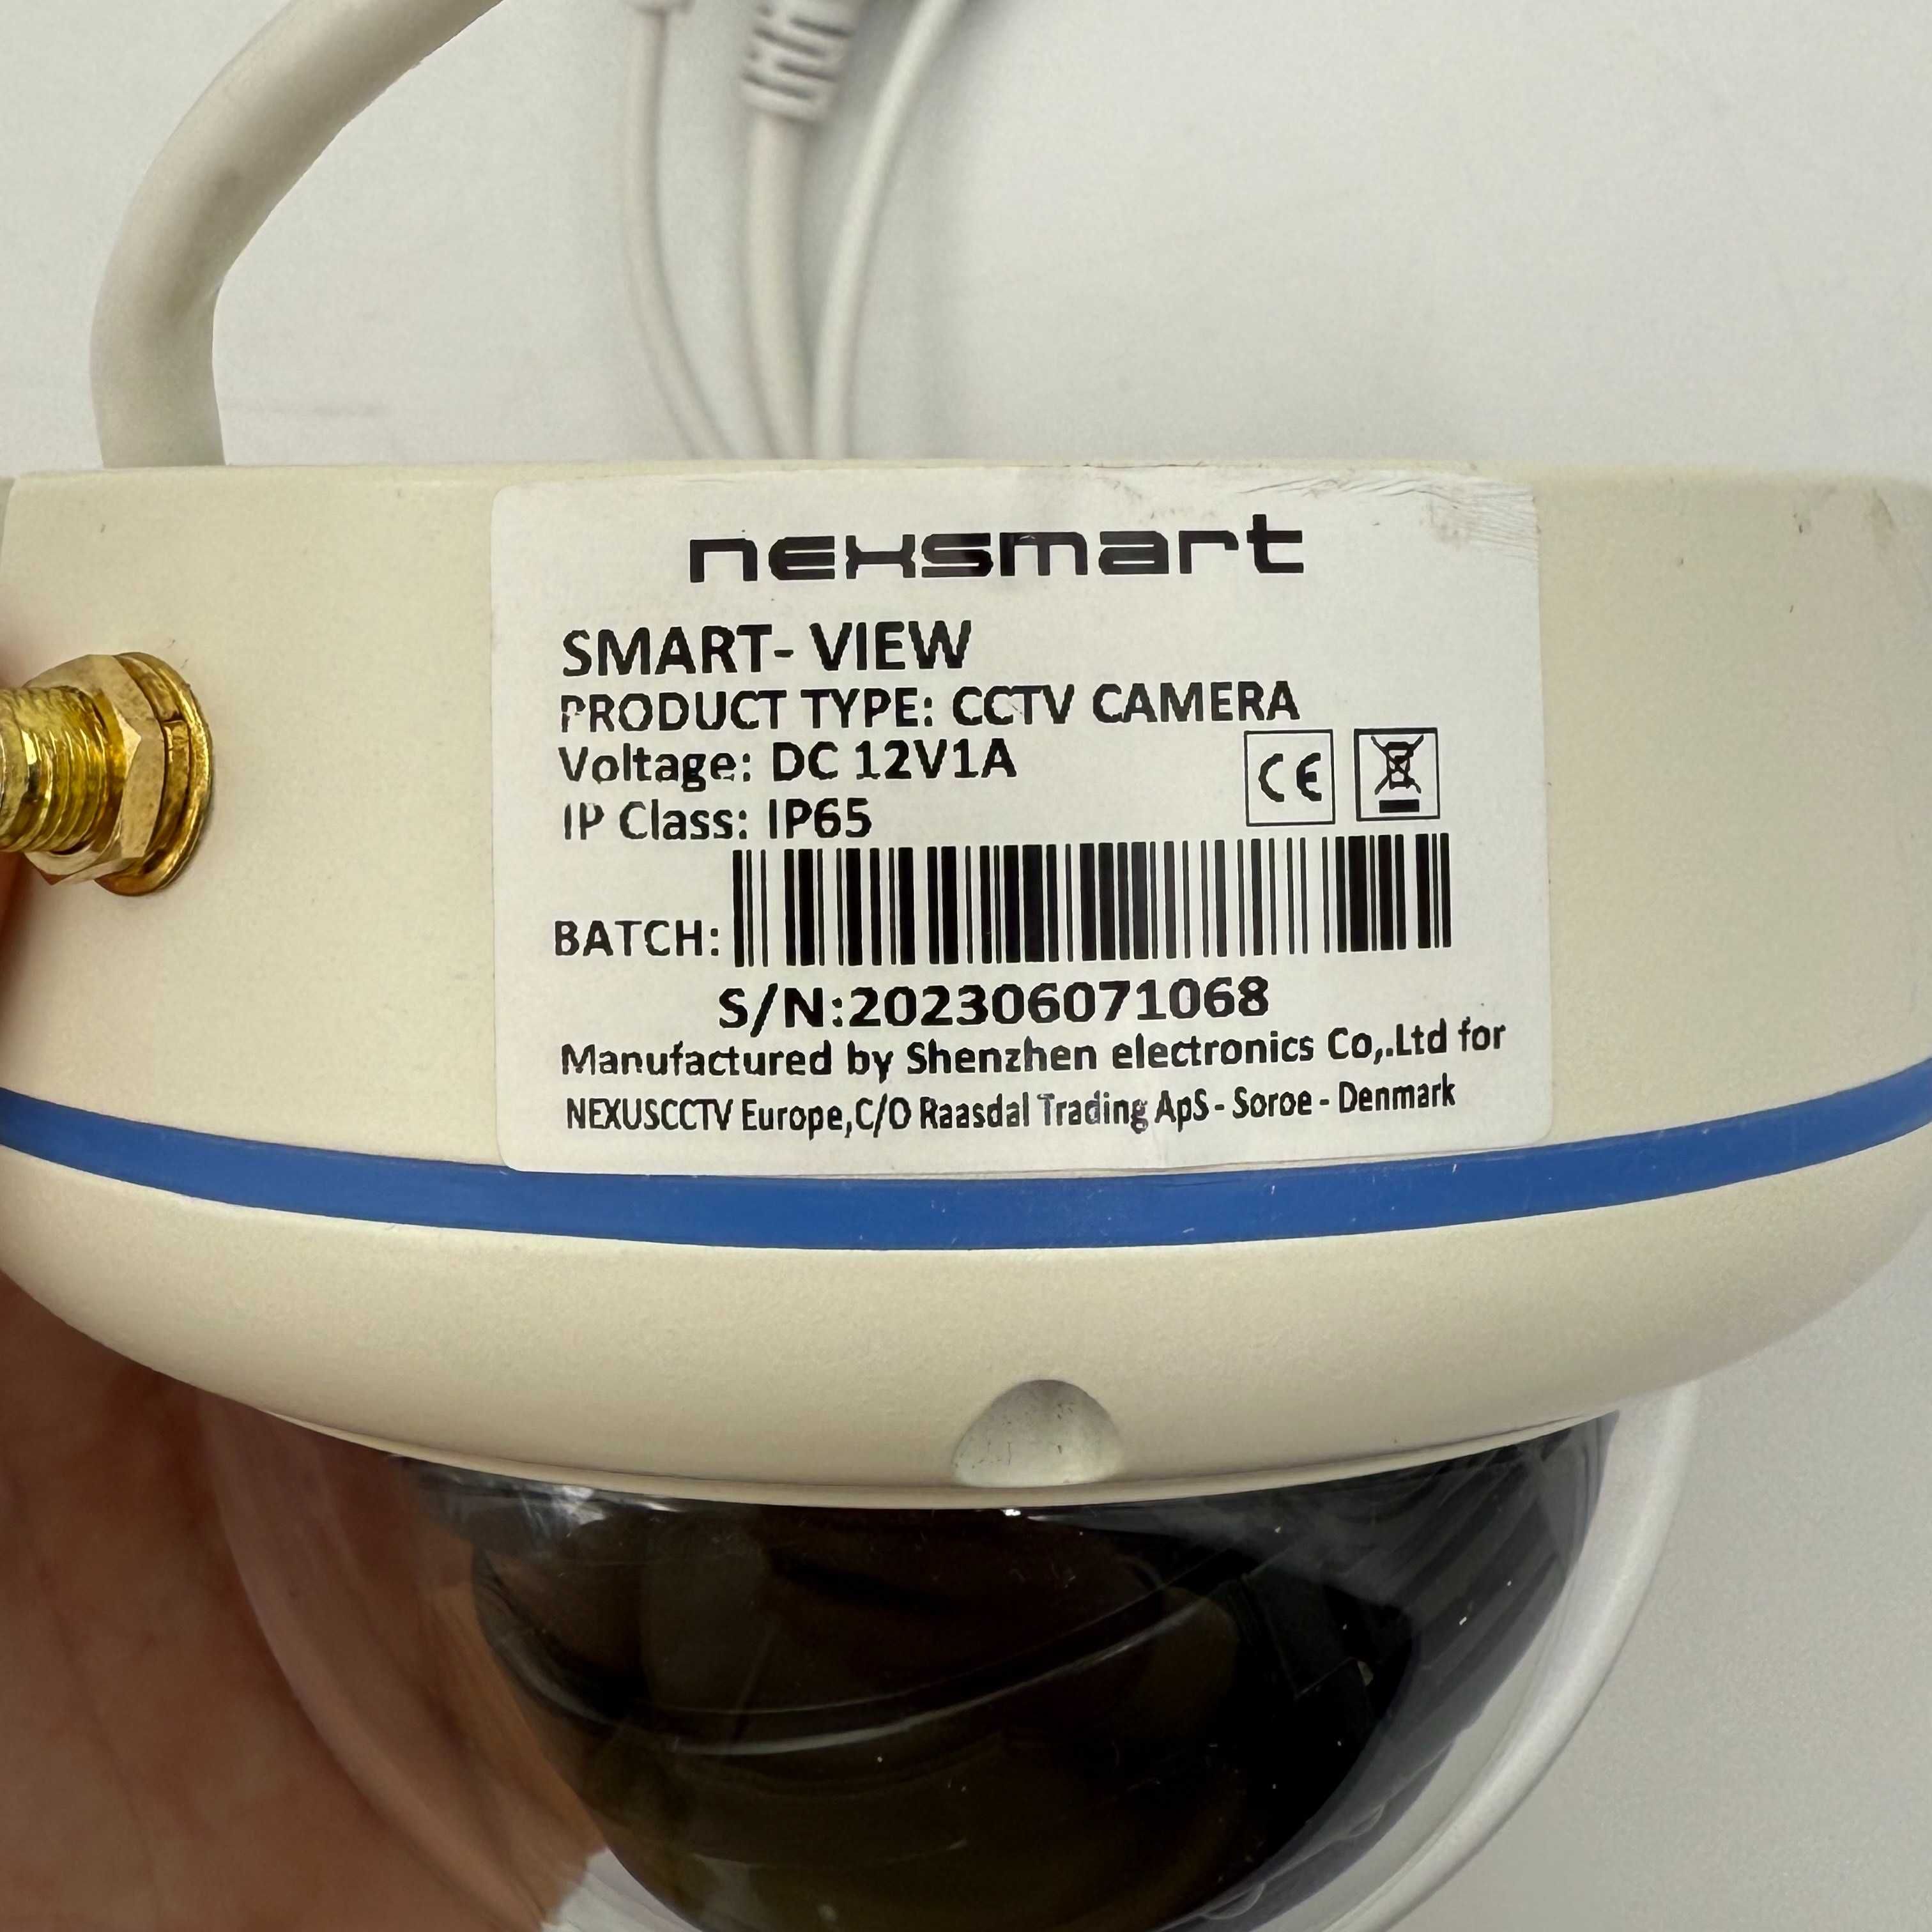 nexsmart
SMART- VIEW
PRODUCT TYPE: CCTV CAMERA
Voltage: DC 12V1A
CE
IP Class: IP65
BATCH:
S/N:202306071068
Manufactured by Shenzhen electronics Co,.Ltd for
NEXUSCCTV Europe,C/O Raasdal Trading ApS - Soroe - Denmark